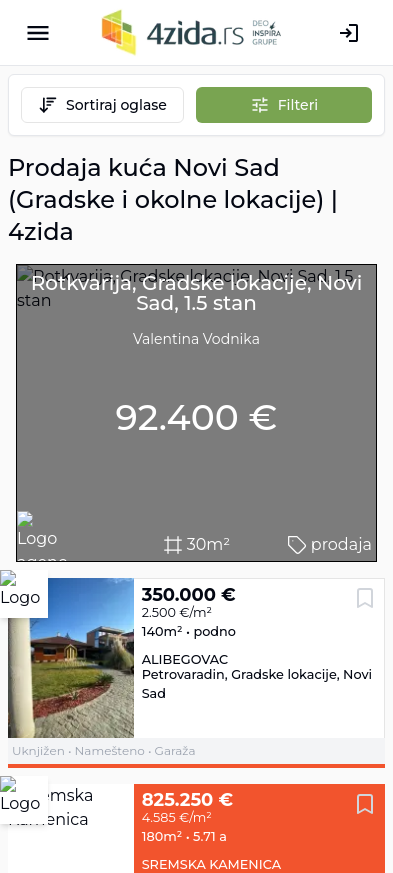 4zida.rs DEO INSPIRA GRUPE
Sortiraj oglase
Filteri
Prodaja kuća Novi Sad
(Gradske i okolne lokacije) |
4zida
Rotkvarija, Gradske lokacije, Novi Sad, 1.5
stan
Rotkvarija, Gradske lokacije, Novi
Sad, 1.5 stan
Valentina Vodnika
92.400 €
Logo
30m²
prodaja
Logo
350.000 €
2.500 €/m²
140m² • podno
ALIBEGOVAC
Petrovaradin, Gradske lokacije, Novi
Sad
Uknjižen • Namešteno • Garaža
Logo
825.250 €
4.585 €/m²
180m² • 5.71 a
SREMSKA KAMENICA